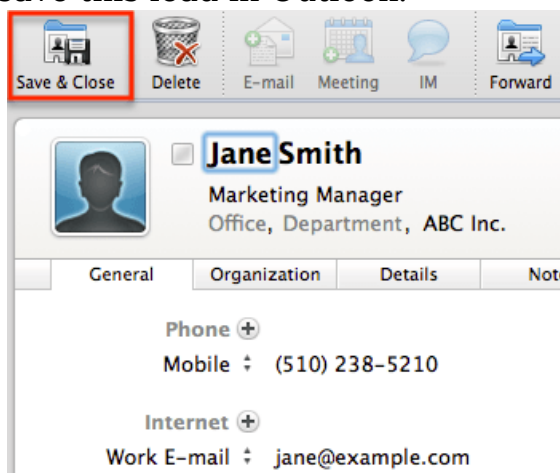 Save & Close Delete E-mail Meeting IM Forward
Jane Smith
Marketing Manager
Office, Department, ABC Inc.
General Organization Details
Phone
Mobile (510) 238-5210
Internet
Work E-mail jane@example.com